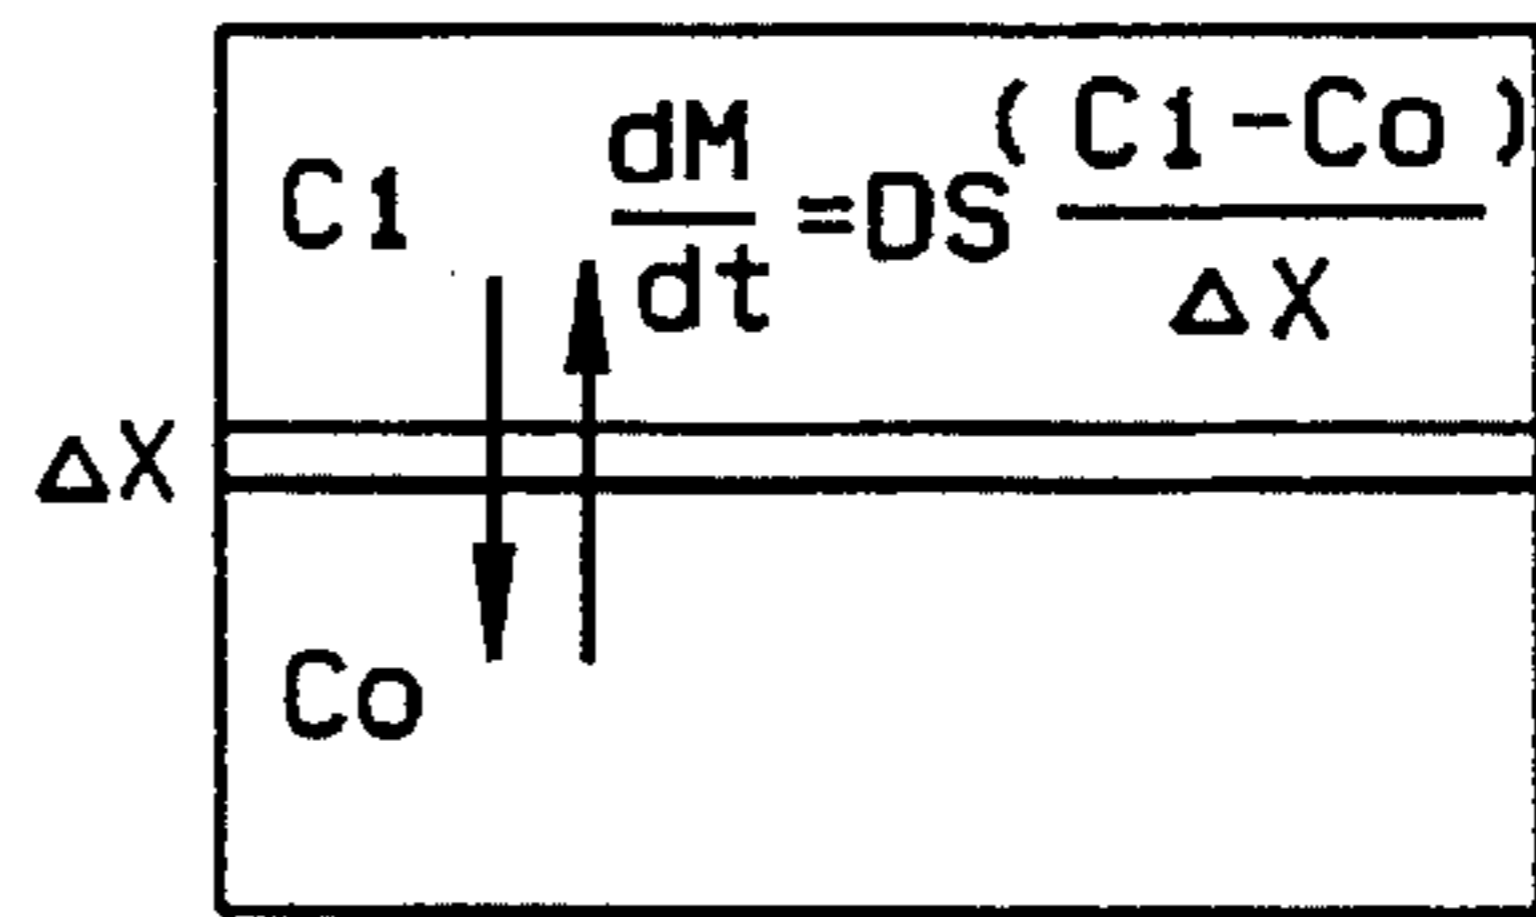 C1
dM/dt =DS (C1-Co)/ΔX
ΔX
Co